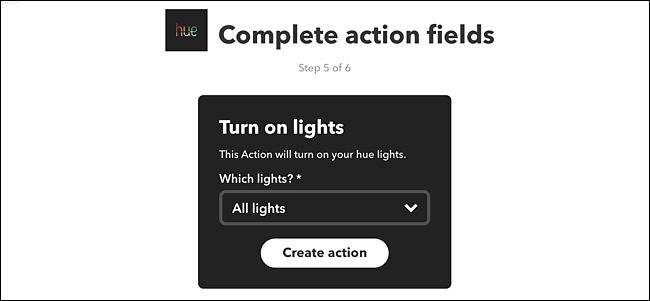 hue
Complete action fields
Step 5 of 6
Turn on lights
This Action will turn on your hue lights.
Which lights? *
All lights
Create action